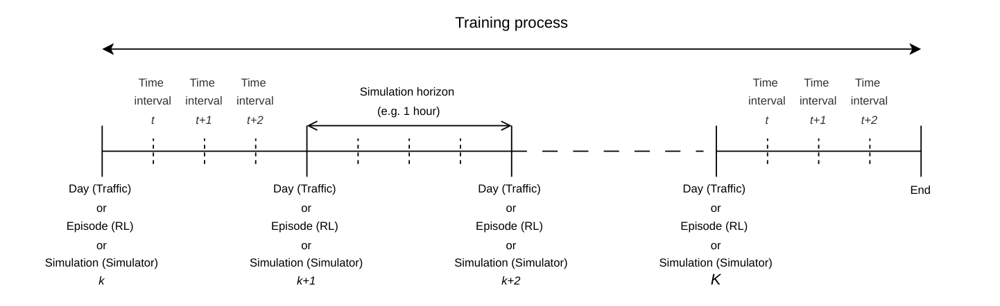 Training process
Time interval t
Time interval t+1
Time interval t+2
Simulation horizon
(e.g. 1 hour)
Time interval t
Time interval t+1
Time interval t+2
Day (Traffic)
or
Episode (RL)
or
Simulation (Simulator)
k
Day (Traffic)
or
Episode (RL)
or
Simulation (Simulator)
k+1
Day (Traffic)
or
Episode (RL)
or
Simulation (Simulator)
k+2
Day (Traffic)
or
Episode (RL)
or
Simulation (Simulator)
K
End